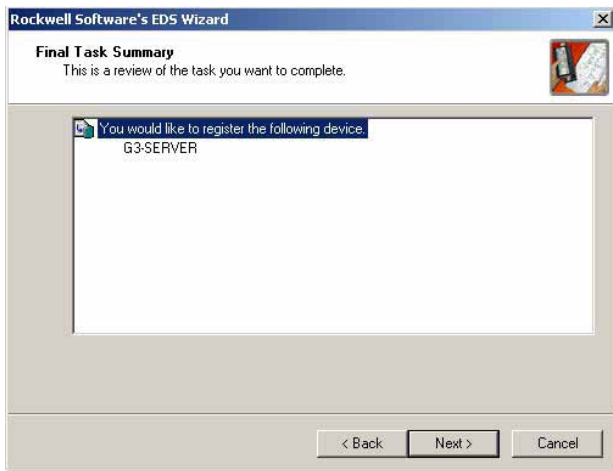 Rockwell Software's EDS Wizard
Final Task Summary
This is a review of the task you want to complete.
You would like to register the following device.
G3-SERVER
< Back
Next >
Cancel